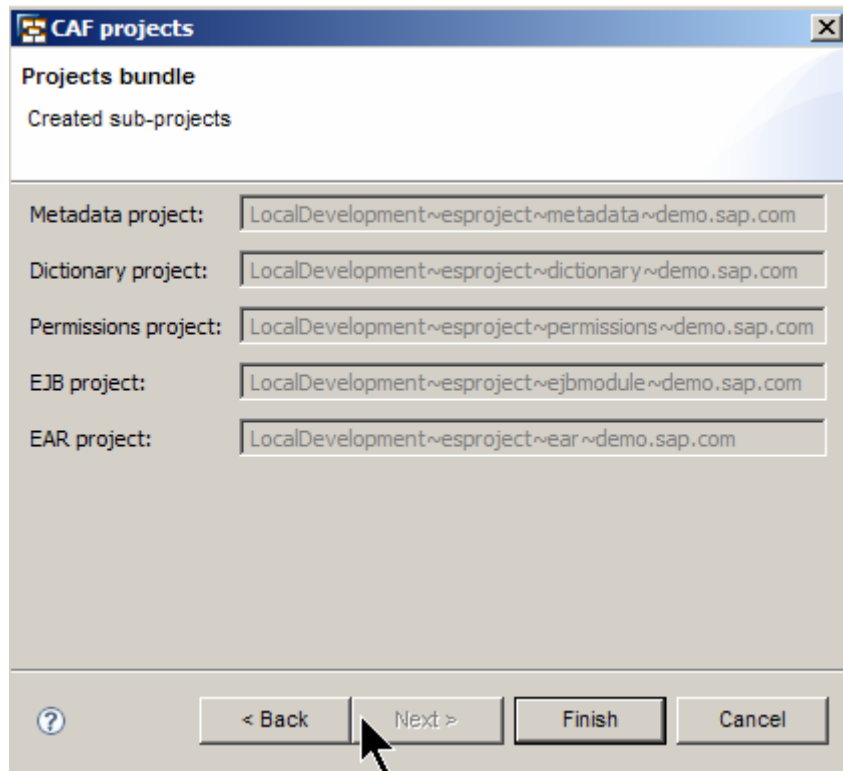 CAF projects
Projects bundle
Created sub-projects
Metadata project: LocalDevelopment~esproject~metadata~demo.sap.com
Dictionary project: LocalDevelopment~esproject~dictionary~demo.sap.com
Permissions project: LocalDevelopment~esproject~permissions~demo.sap.com
EJB project: LocalDevelopment~esproject~ejbmodule~demo.sap.com
EAR project: LocalDevelopment~esproject~ear~demo.sap.com
? < Back Next > Finish Cancel